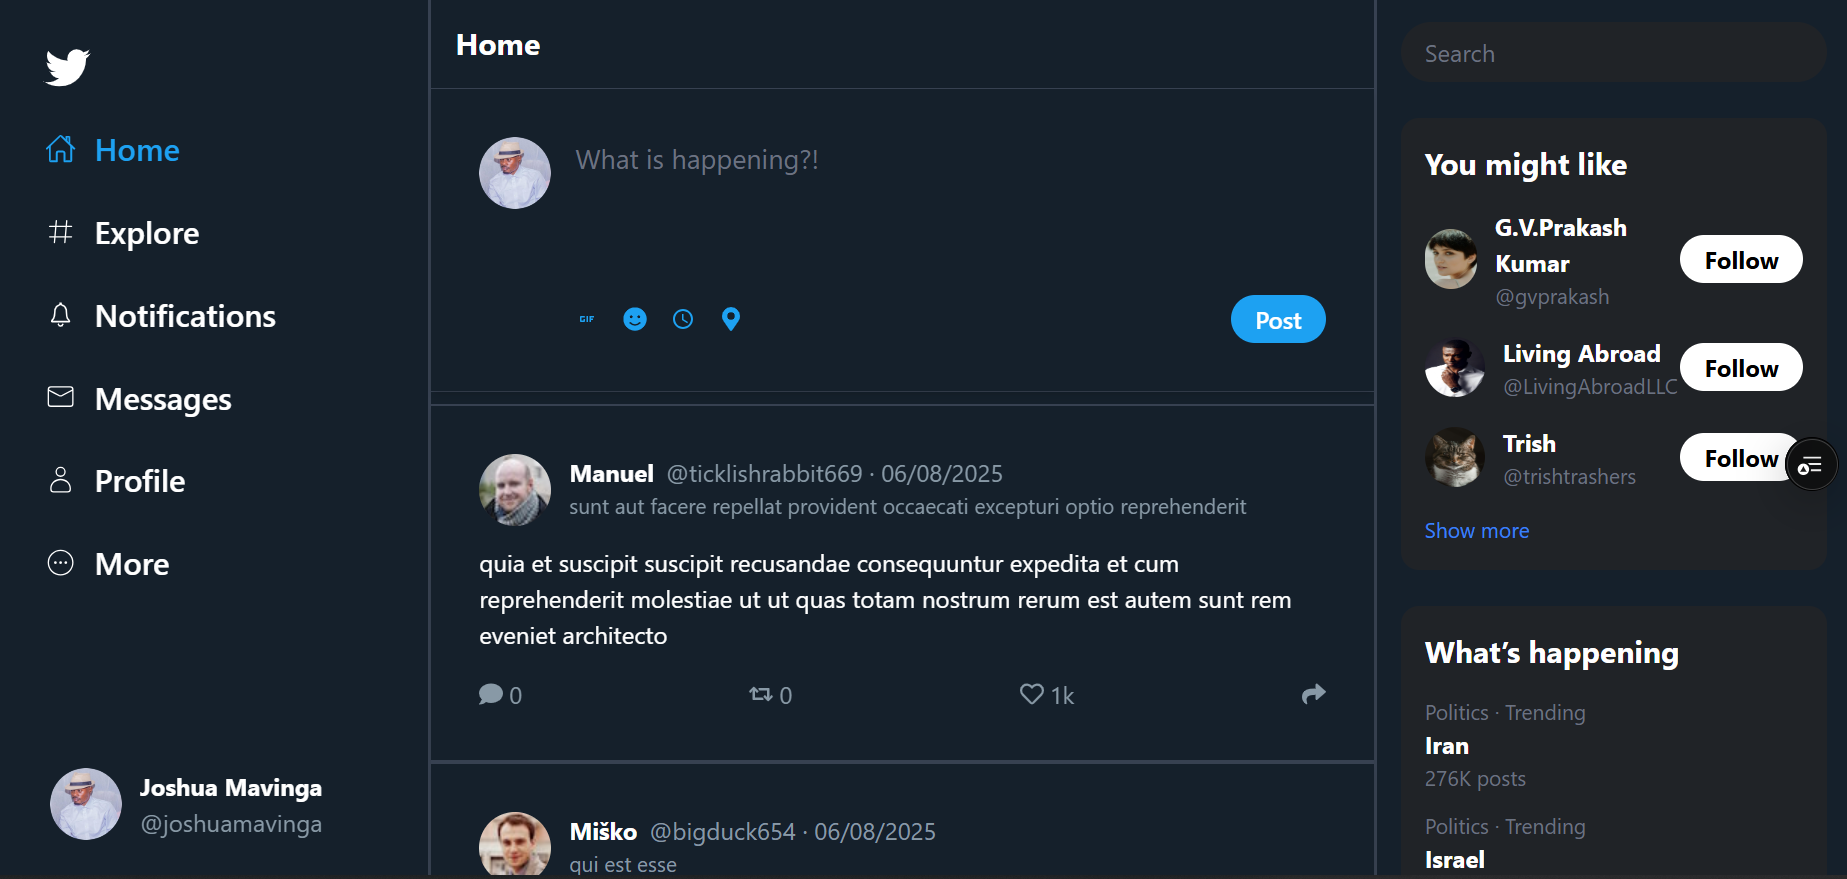 Home
Explore
Notifications
Messages
Profile
More
Joshua Mavinga
@joshuamavinga
Home
What is happening?!
GIF
Post
Manuel @ticklishrabbit669 · 06/08/2025
sunt aut facere repellat provident occaecati excepturi optio reprehenderit
quia et suscipit suscipit recusandae consequuntur expedita et cum
reprehenderit molestiae ut ut quas totam nostrum rerum est autem sunt rem
eveniet architecto
0 0 1k
Miško @bigduck654 · 06/08/2025
qui est esse
Search
You might like
G.V.Prakash
Kumar
@gvprakash
Follow
Living Abroad
@LivingAbroadLLC
Follow
Trish
@trishtrashers
Follow
Show more
What’s happening
Politics · Trending
Iran
276K posts
Politics · Trending
Israel